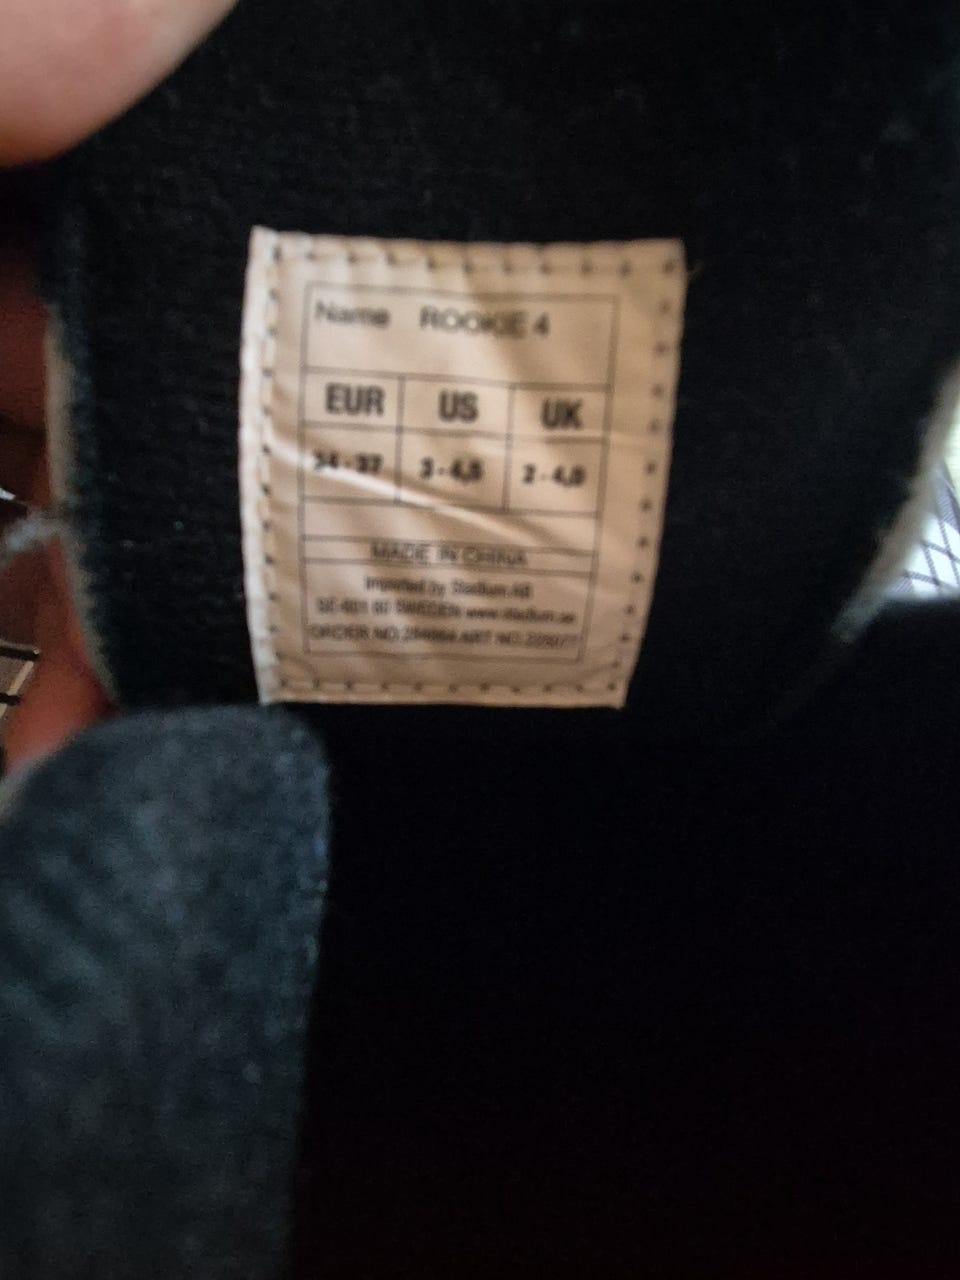 Name ROOKIE 4
EUR US UK
34-37 3-4,5 2-4,5
MADE IN CHINA
Imported by Stadium AB
SWEDEN www.stadium.se
ORDER NO. ART NO.